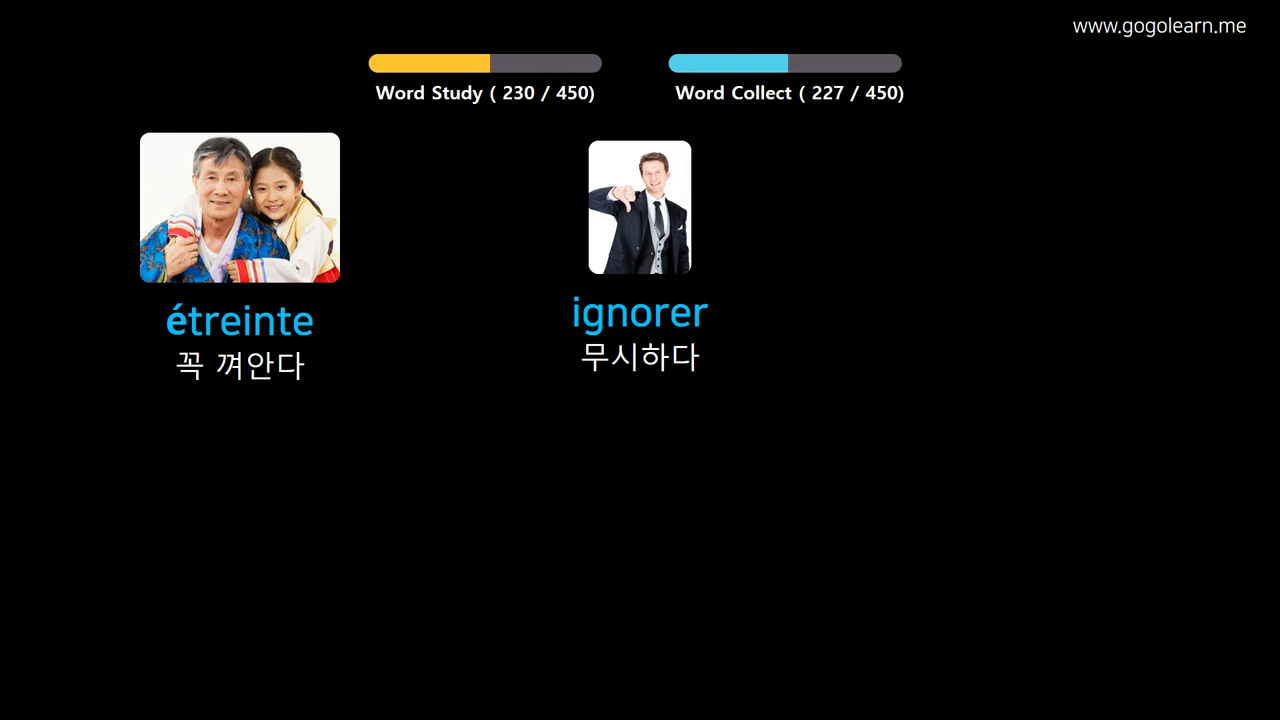 www.gogolearn.me
Word Study ( 230 / 450)
Word Collect ( 227 / 450)
étreinte
꼭 껴안다
ignorer
무시하다